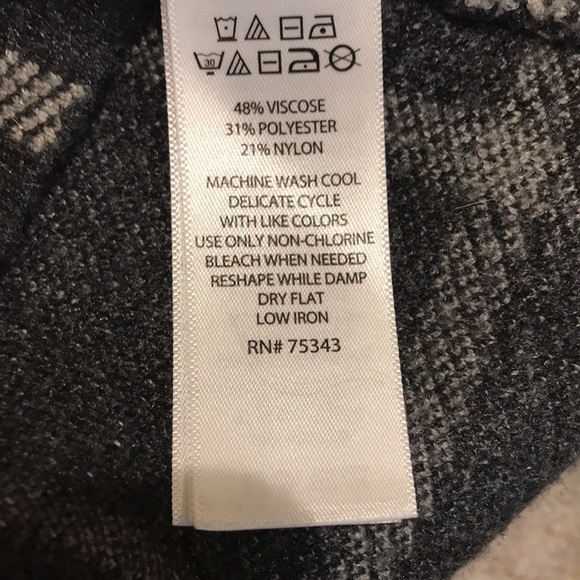 30
48% VISCOSE
31% POLYESTER
21% NYLON
MACHINE WASH COOL
DELICATE CYCLE
WITH LIKE COLORS
USE ONLY NON-CHLORINE
BLEACH WHEN NEEDED
RESHAPE WHILE DAMP
DRY FLAT
LOW IRON
RN# 75343